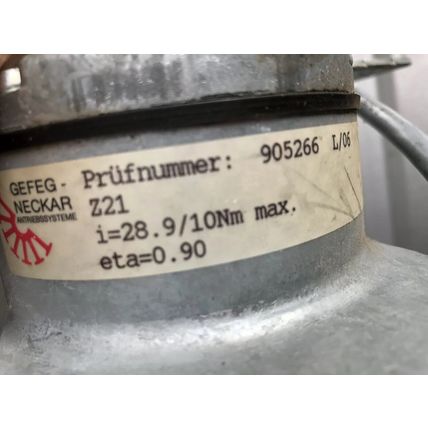 GEFEG -
NECKAR
ANTRIEBSSYSTEME
Prüfnummer: 905266 L/06
Z21
i=28.9/10Nm max.
eta=0.90